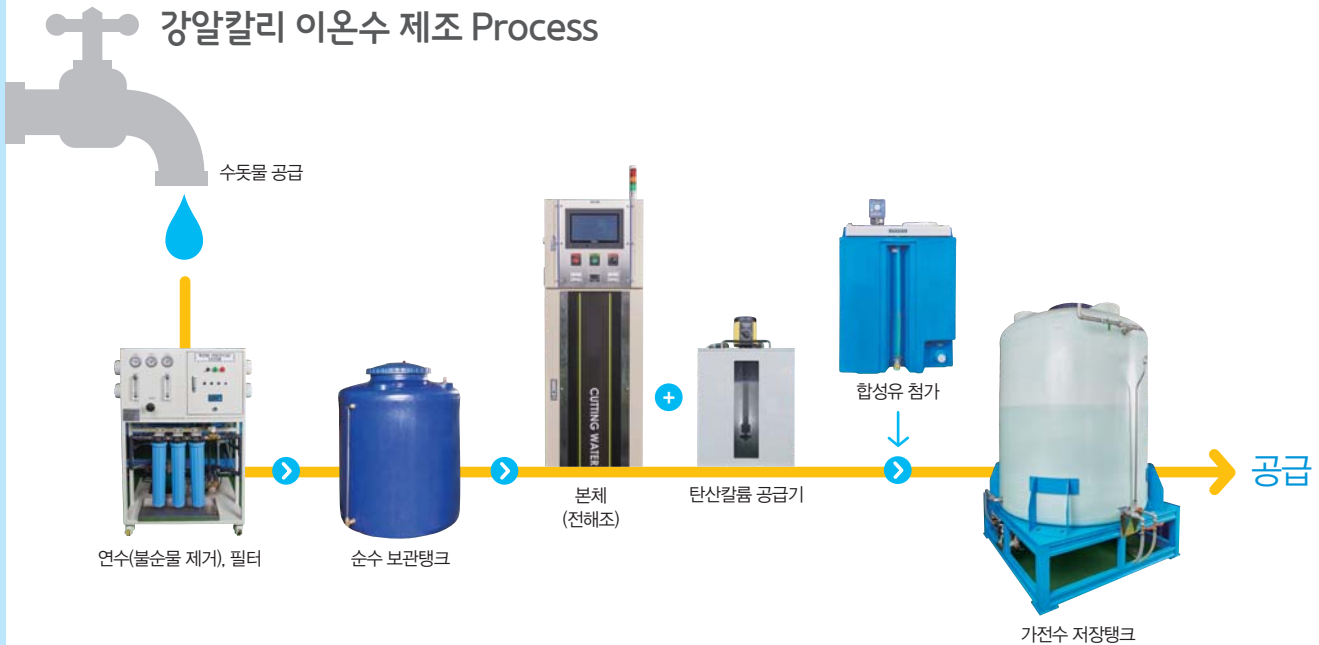 강알칼리 이온수 제조 Process
수돗물 공급
연수(불순물 제거), 필터
순수 보관탱크
CUTTING WATER
본체
(전해조)
탄산칼륨 공급기
합성유 첨가
가전수 저장탱크
공급